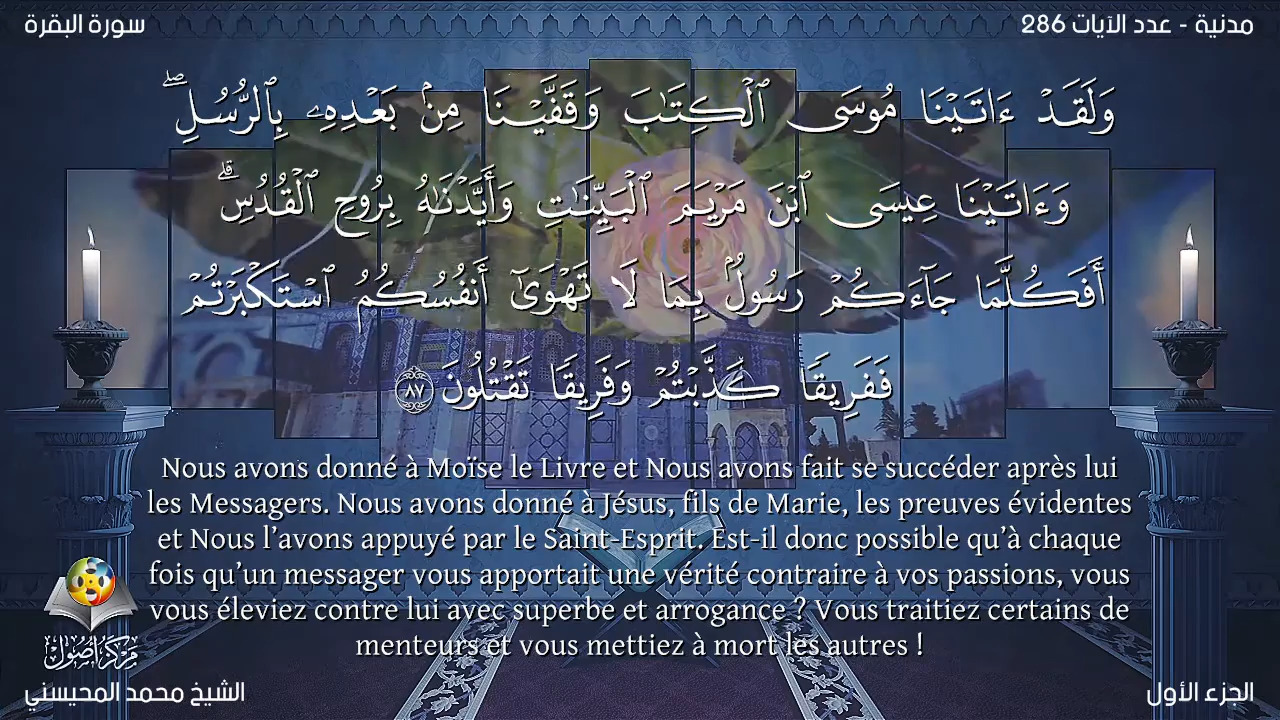 مدنية - عدد الآيات 286
سورة البقرة
وَلَقَدْ ءَاتَيْنَا مُوسَى ٱلْكِتَٰبَ وَقَفَّيْنَا مِنۢ بَعْدِهِۦ بِٱلرُّسُلِۖ
وَءَاتَيْنَا عِيسَى ٱبْنَ مَرْيَمَ ٱلْبَيِّنَٰتِ وَأَيَّدْنَٰهُ بِرُوحِ ٱلْقُدُسِۗ
أَفَكُلَّمَا جَآءَكُمْ رَسُولٌۢ بِمَا لَا تَهْوَىٰٓ أَنفُسُكُمُ ٱسْتَكْبَرْتُمْ
فَفَرِيقًا كَذَّبْتُمْ وَفَرِيقًا تَقْتُلُونَ ٨٧
Nous avons donné à Moïse le Livre et Nous avons fait se succéder après lui
les Messagers. Nous avons donné à Jésus, fils de Marie, les preuves évidentes
et Nous l’avons appuyé par le Saint-Esprit. Est-il donc possible qu’à chaque
fois qu’un messager vous apportait une vérité contraire à vos passions, vous
vous éleviez contre lui avec superbe et arrogance ? Vous traitiez certains de
menteurs et vous mettiez à mort les autres !
مركز أصول
الجزء الأول
الشيخ محمد المحيسني